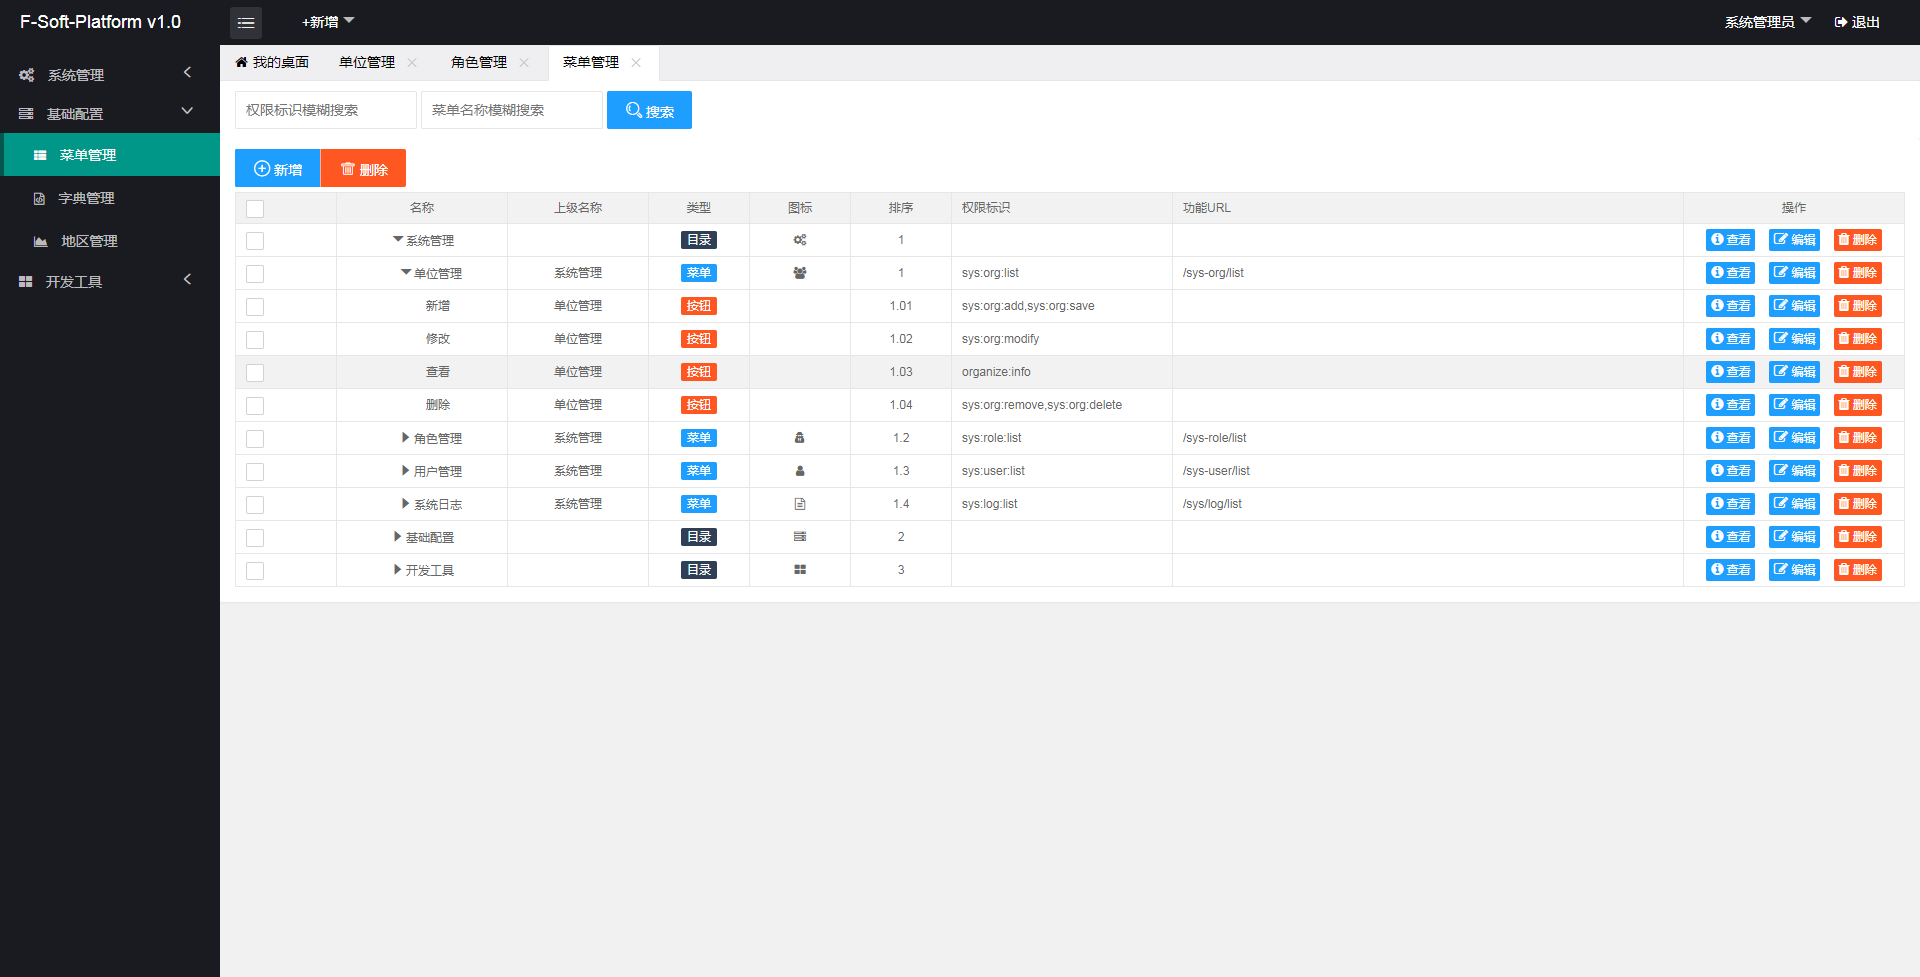 F-Soft-Platform v1.0
+新增
系统管理员
退出
系统管理
基础配置
菜单管理
字典管理
地区管理
开发工具
我的桌面
单位管理
角色管理
菜单管理
权限标识模糊搜索
菜单名称模糊搜索
搜索
新增
删除
名称 上级名称 类型 图标 排序 权限标识 功能URL 操作
系统管理 目录 1 查看 编辑 删除
单位管理 系统管理 菜单 1 sys:org:list /sys-org/list 查看 编辑 删除
新增 单位管理 按钮 1.01 sys:org:add,sys:org:save 查看 编辑 删除
修改 单位管理 按钮 1.02 sys:org:modify 查看 编辑 删除
查看 单位管理 按钮 1.03 organize:info 查看 编辑 删除
删除 单位管理 按钮 1.04 sys:org:remove,sys:org:delete 查看 编辑 删除
角色管理 系统管理 菜单 1.2 sys:role:list /sys-role/list 查看 编辑 删除
用户管理 系统管理 菜单 1.3 sys:user:list /sys-user/list 查看 编辑 删除
系统日志 系统管理 菜单 1.4 sys:log:list /sys/log/list 查看 编辑 删除
基础配置 目录 2 查看 编辑 删除
开发工具 目录 3 查看 编辑 删除